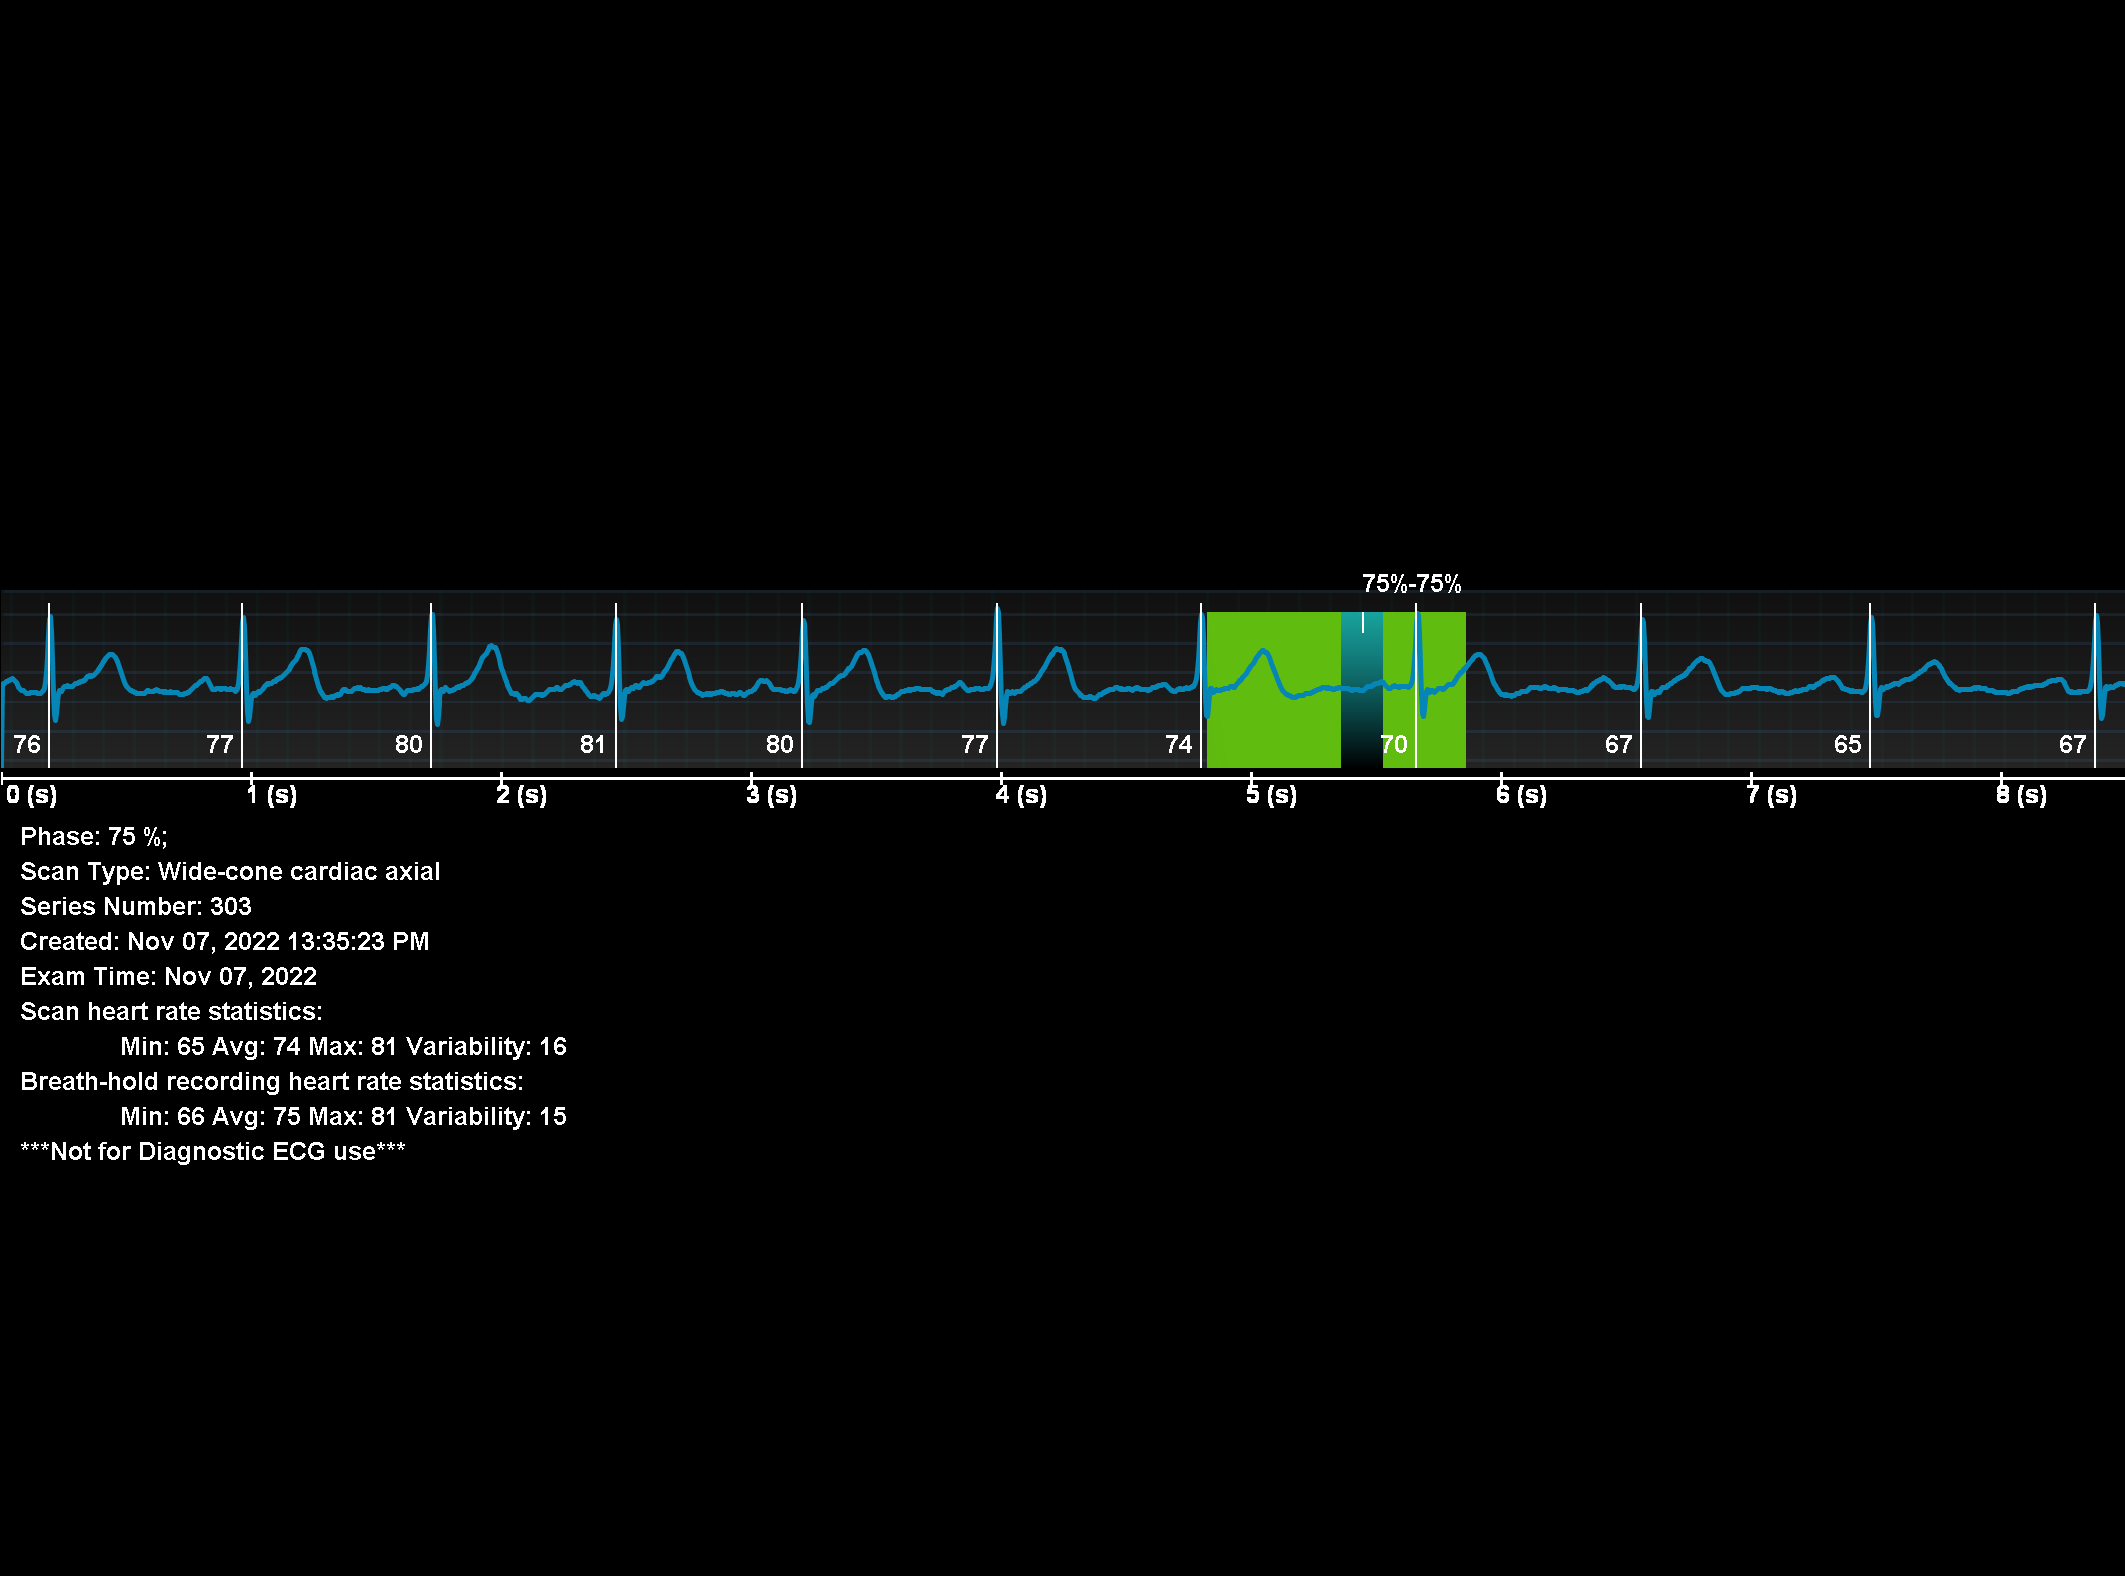 75%-75%
76 77 80 81 80 77 74 70 67 65 67
0 (s) 1 (s) 2 (s) 3 (s) 4 (s) 5 (s) 6 (s) 7 (s) 8 (s)
Phase: 75 %;
Scan Type: Wide-cone cardiac axial
Series Number: 303
Created: Nov 07, 2022 13:35:23 PM
Exam Time: Nov 07, 2022
Scan heart rate statistics:
Min: 65 Avg: 74 Max: 81 Variability: 16
Breath-hold recording heart rate statistics:
Min: 66 Avg: 75 Max: 81 Variability: 15
***Not for Diagnostic ECG use***